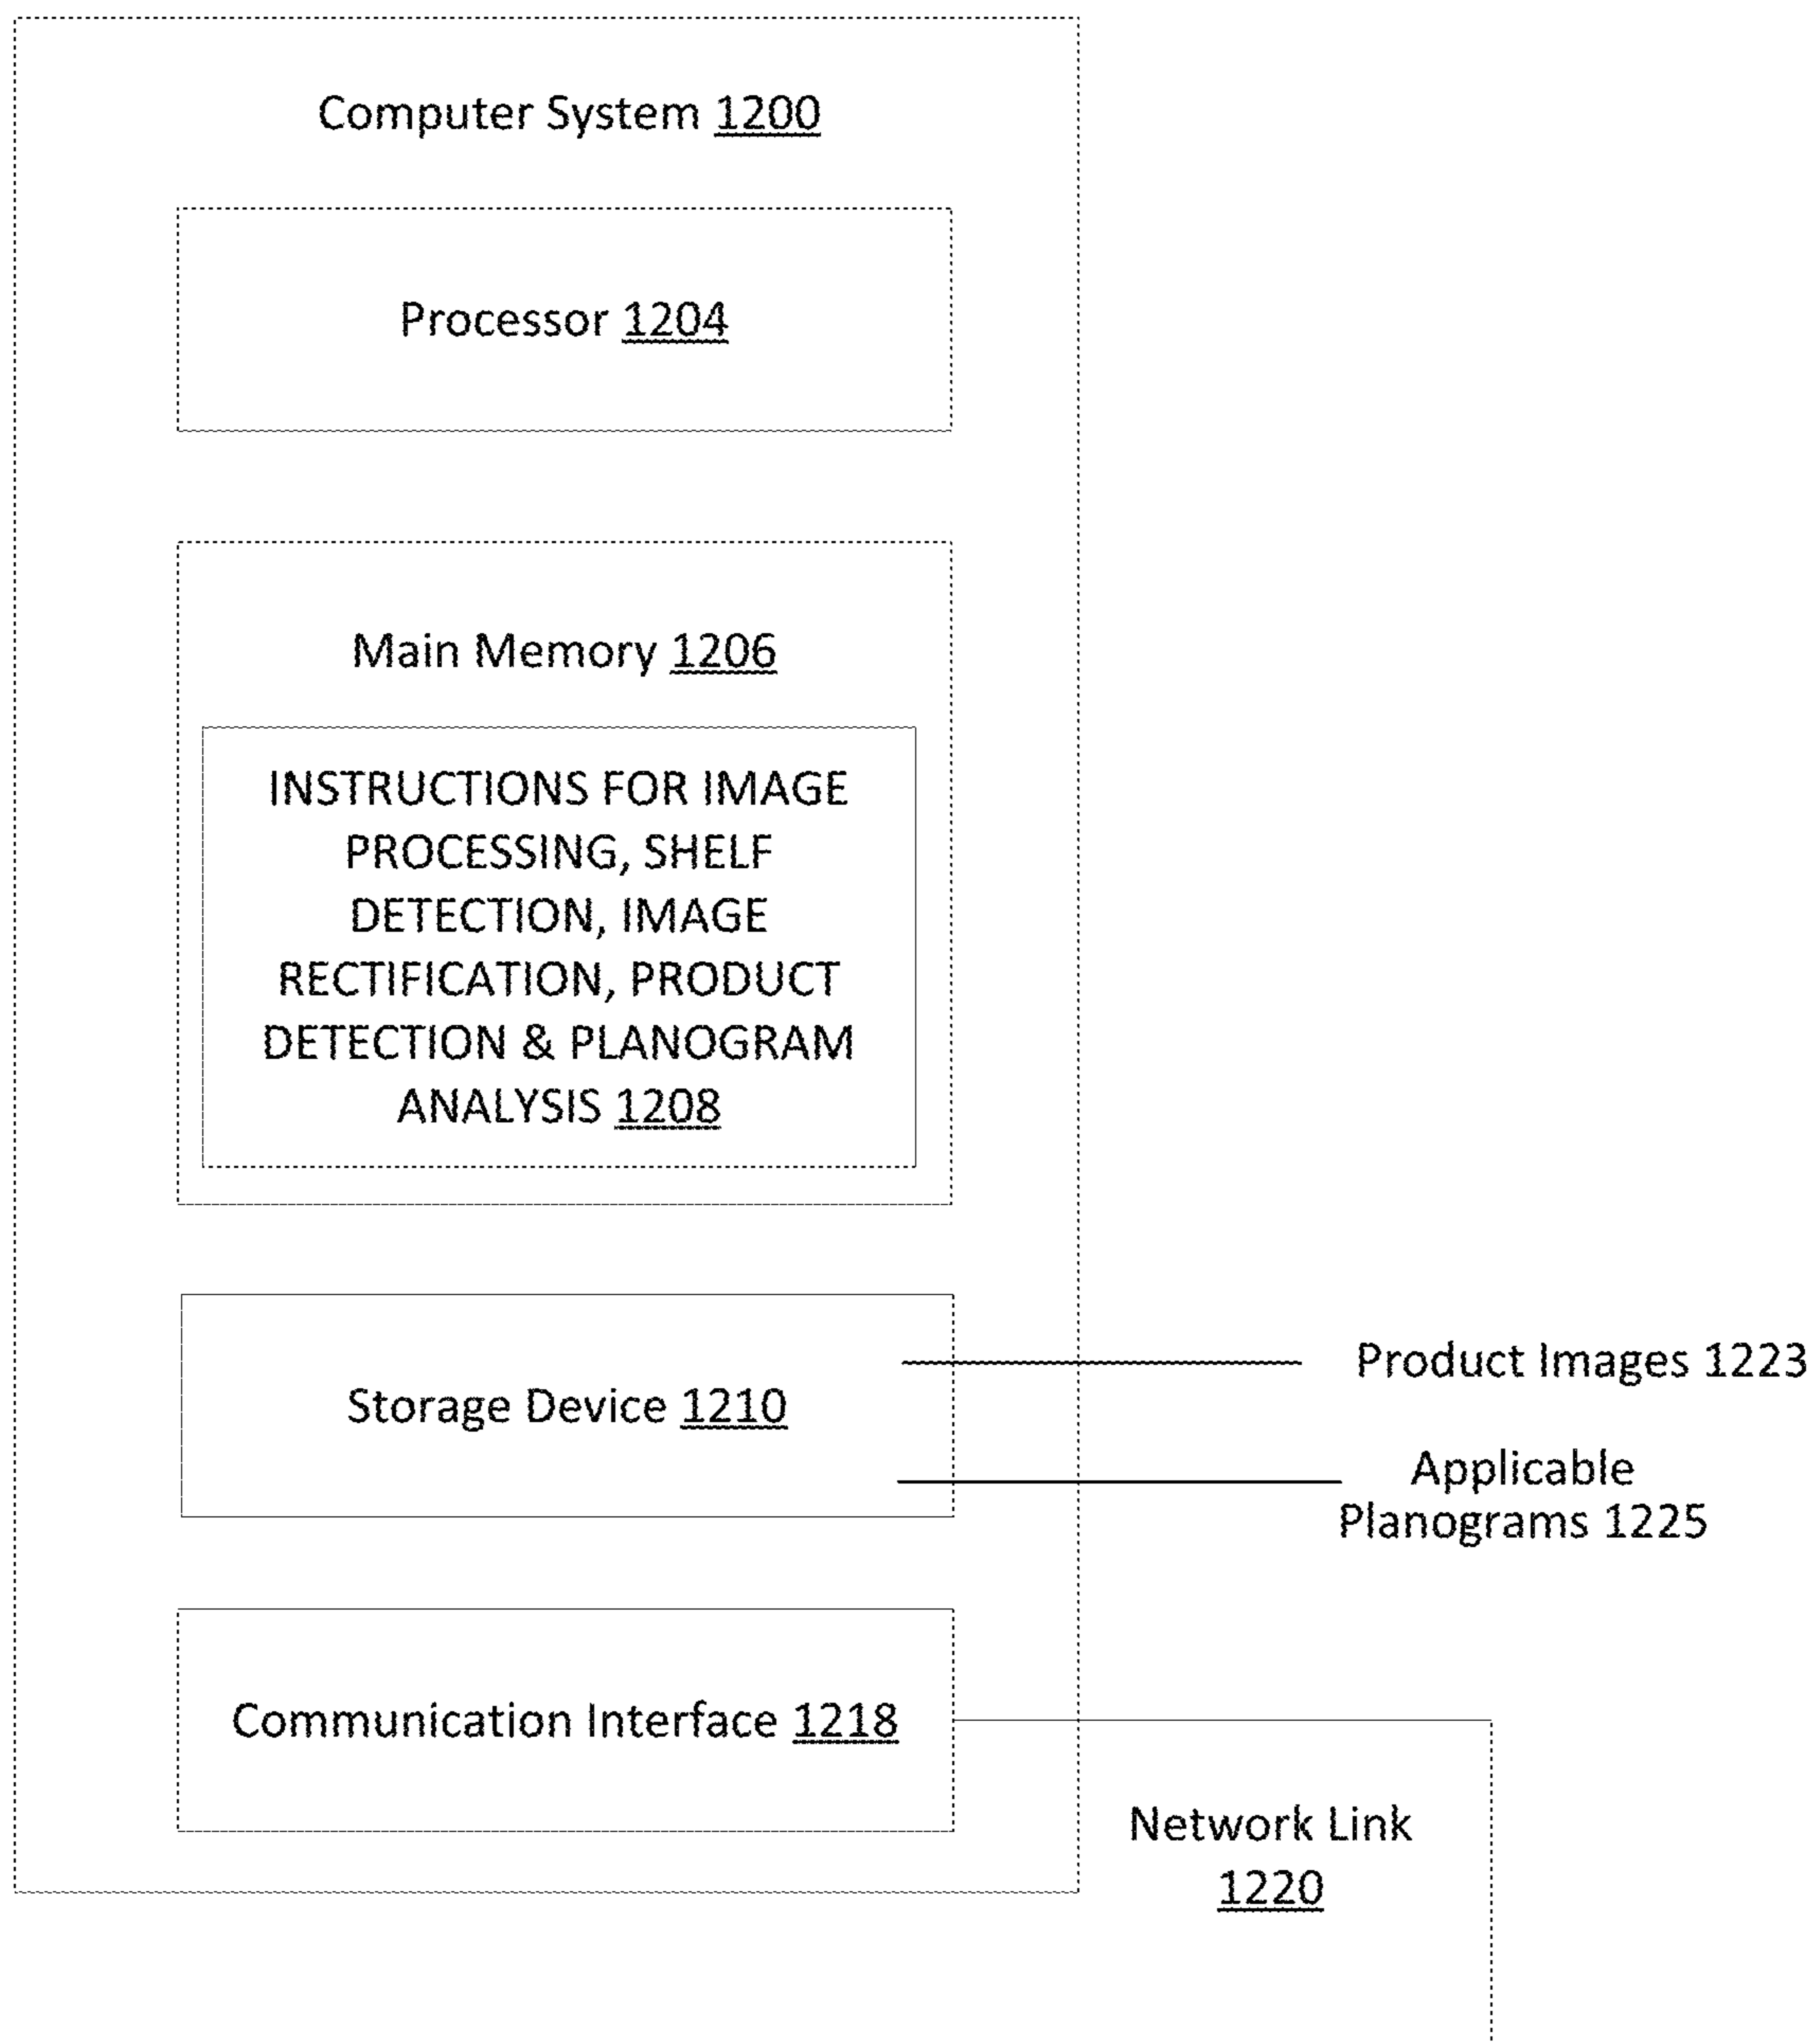 Computer System 1200
Processor 1204
Main Memory 1206
INSTRUCTIONS FOR IMAGE
PROCESSING, SHELF
DETECTION, IMAGE
RECTIFICATION, PRODUCT
DETECTION & PLANOGRAM
ANALYSIS 1208
Storage Device 1210
Product Images 1223
Applicable
Planograms 1225
Communication Interface 1218
Network Link
1220